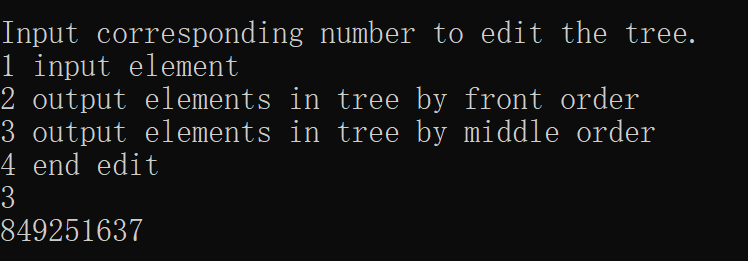 Input corresponding number to edit the tree.
1 input element
2 output elements in tree by front order
3 output elements in tree by middle order
4 end edit
3
849251637